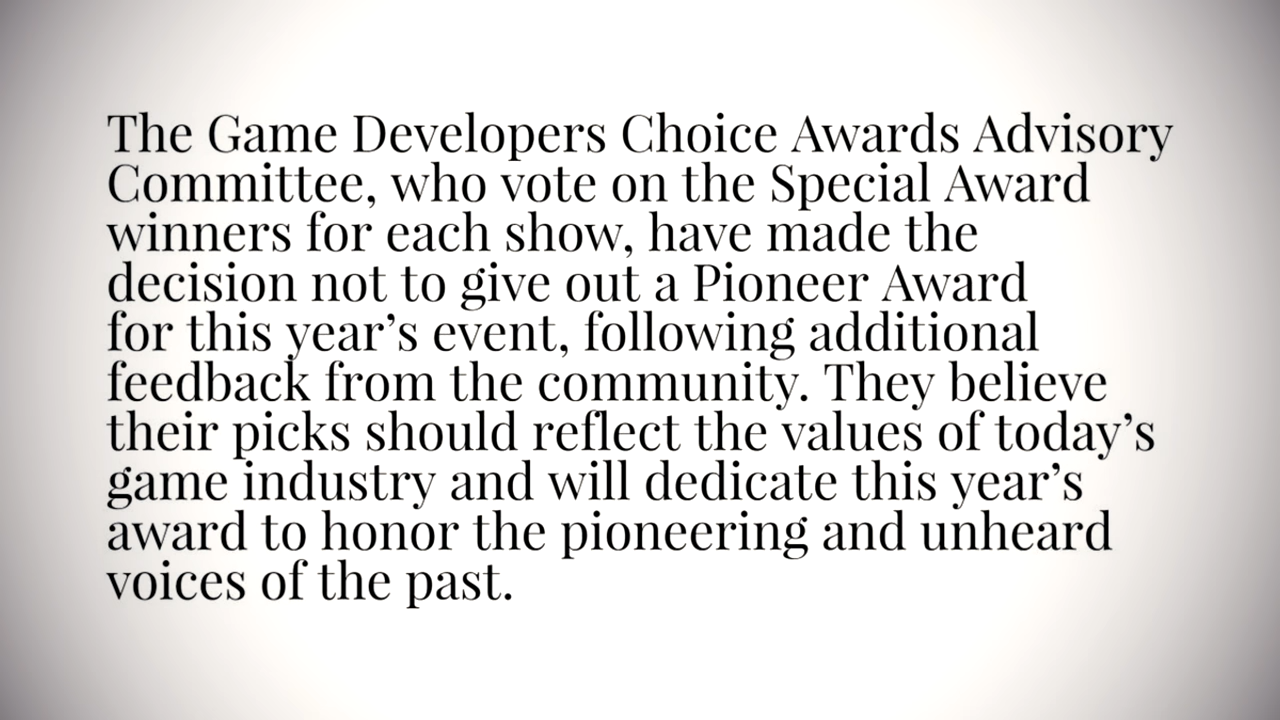 The Game Developers Choice Awards Advisory
Committee, who vote on the Special Award
winners for each show, have made the
decision not to give out a Pioneer Award
for this year’s event, following additional
feedback from the community. They believe
their picks should reflect the values of today’s
game industry and will dedicate this year’s
award to honor the pioneering and unheard
voices of the past.